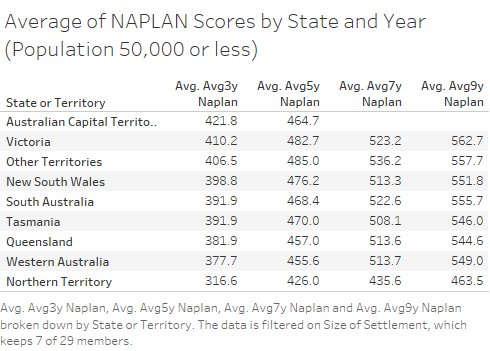 Average of NAPLAN Scores by State and Year
(Population 50,000 or less)
Avg. Avg3y Avg. Avg5y Avg. Avg7y Avg. Avg9y
State or Territory Naplan Naplan Naplan Naplan
Australian Capital Territo.. 421.8 464.7
Victoria 410.2 482.7 523.2 562.7
Other Territories 406.5 485.0 536.2 557.7
New South Wales 398.8 476.2 513.3 551.8
South Australia 391.9 468.4 522.6 555.7
Tasmania 391.9 470.0 508.1 546.0
Queensland 381.9 457.0 513.6 544.6
Western Australia 377.7 455.6 513.7 549.0
Northern Territory 316.6 426.0 435.6 463.5
Avg. Avg3y Naplan, Avg. Avg5y Naplan, Avg. Avg7y Naplan and Avg. Avg9y Naplan
broken down by State or Territory. The data is filtered on Size of Settlement, which
keeps 7 of 29 members.